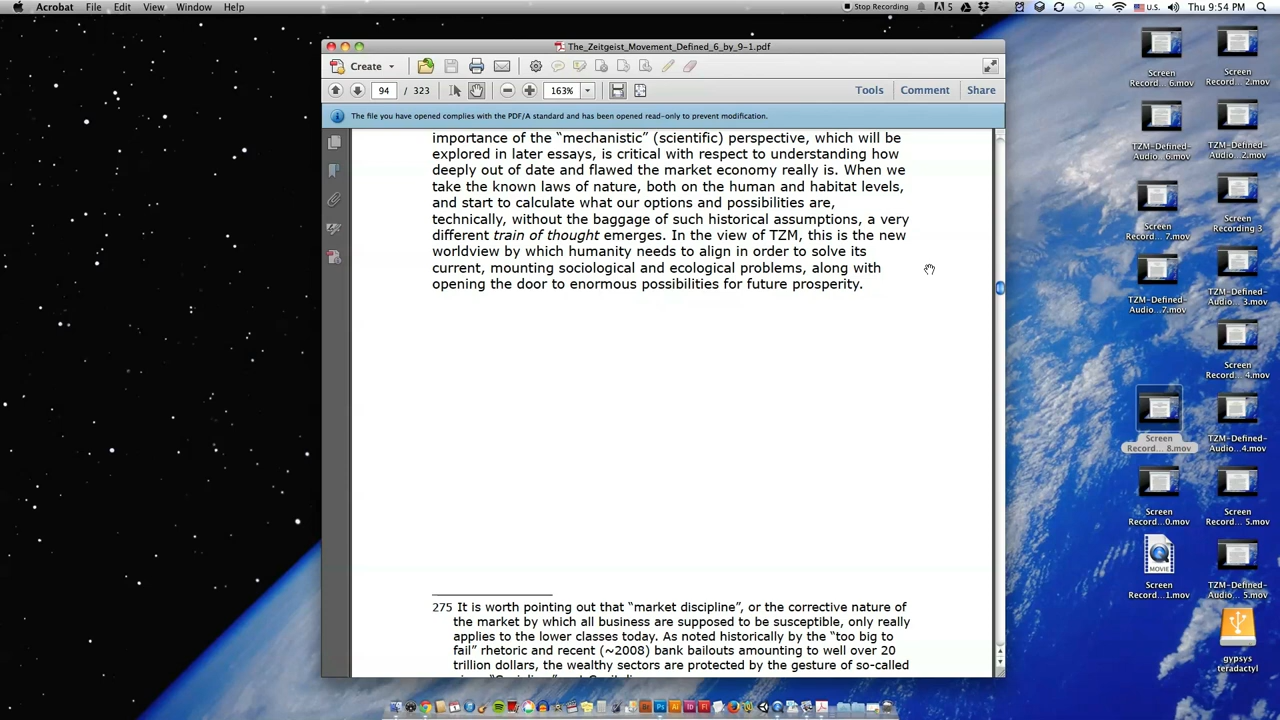 Acrobat File Edit View Window Help
Stop Recording
5
U.S. Thu 9:54 PM
The_Zeitgeist_Movement_Defined_6_by_9-1.pdf
Create
94 / 323
163%
Tools Comment Share
The file you have opened complies with the PDF/A standard and has been opened read-only to prevent modification.
importance of the “mechanistic” (scientific) perspective, which will be
explored in later essays, is critical with respect to understanding how
deeply out of date and flawed the market economy really is. When we
take the known laws of nature, both on the human and habitat levels,
and start to calculate what our options and possibilities are,
technically, without the baggage of such historical assumptions, a very
different train of thought emerges. In the view of TZM, this is the new
worldview by which humanity needs to align in order to solve its
current, mounting sociological and ecological problems, along with
opening the door to enormous possibilities for future prosperity.
275 It is worth pointing out that “market discipline”, or the corrective nature of
the market by which all business are supposed to be susceptible, only really
applies to the lower classes today. As noted historically by the “too big to
fail” rhetoric and recent (~2008) bank bailouts amounting to well over 20
trillion dollars, the wealthy sectors are protected by the gesture of so-called
Screen
Record... 6.mov
Screen
Record... 2.mov
TZM-Defined-
Audio...6.mov
TZM-Defined-
Audio...2.mov
Screen
Record... 7.mov
Screen
Recording 3
TZM-Defined-
Audio...7.mov
TZM-Defined-
Audio...3.mov
Screen
Record... 4.mov
Screen
Record... 8.mov
TZM-Defined-
Audio...4.mov
Screen
Record...0.mov
Screen
Record... 5.mov
MOVIE
Screen
Record...1.mov
TZM-Defined-
Audio...5.mov
gypsys
teradactyl